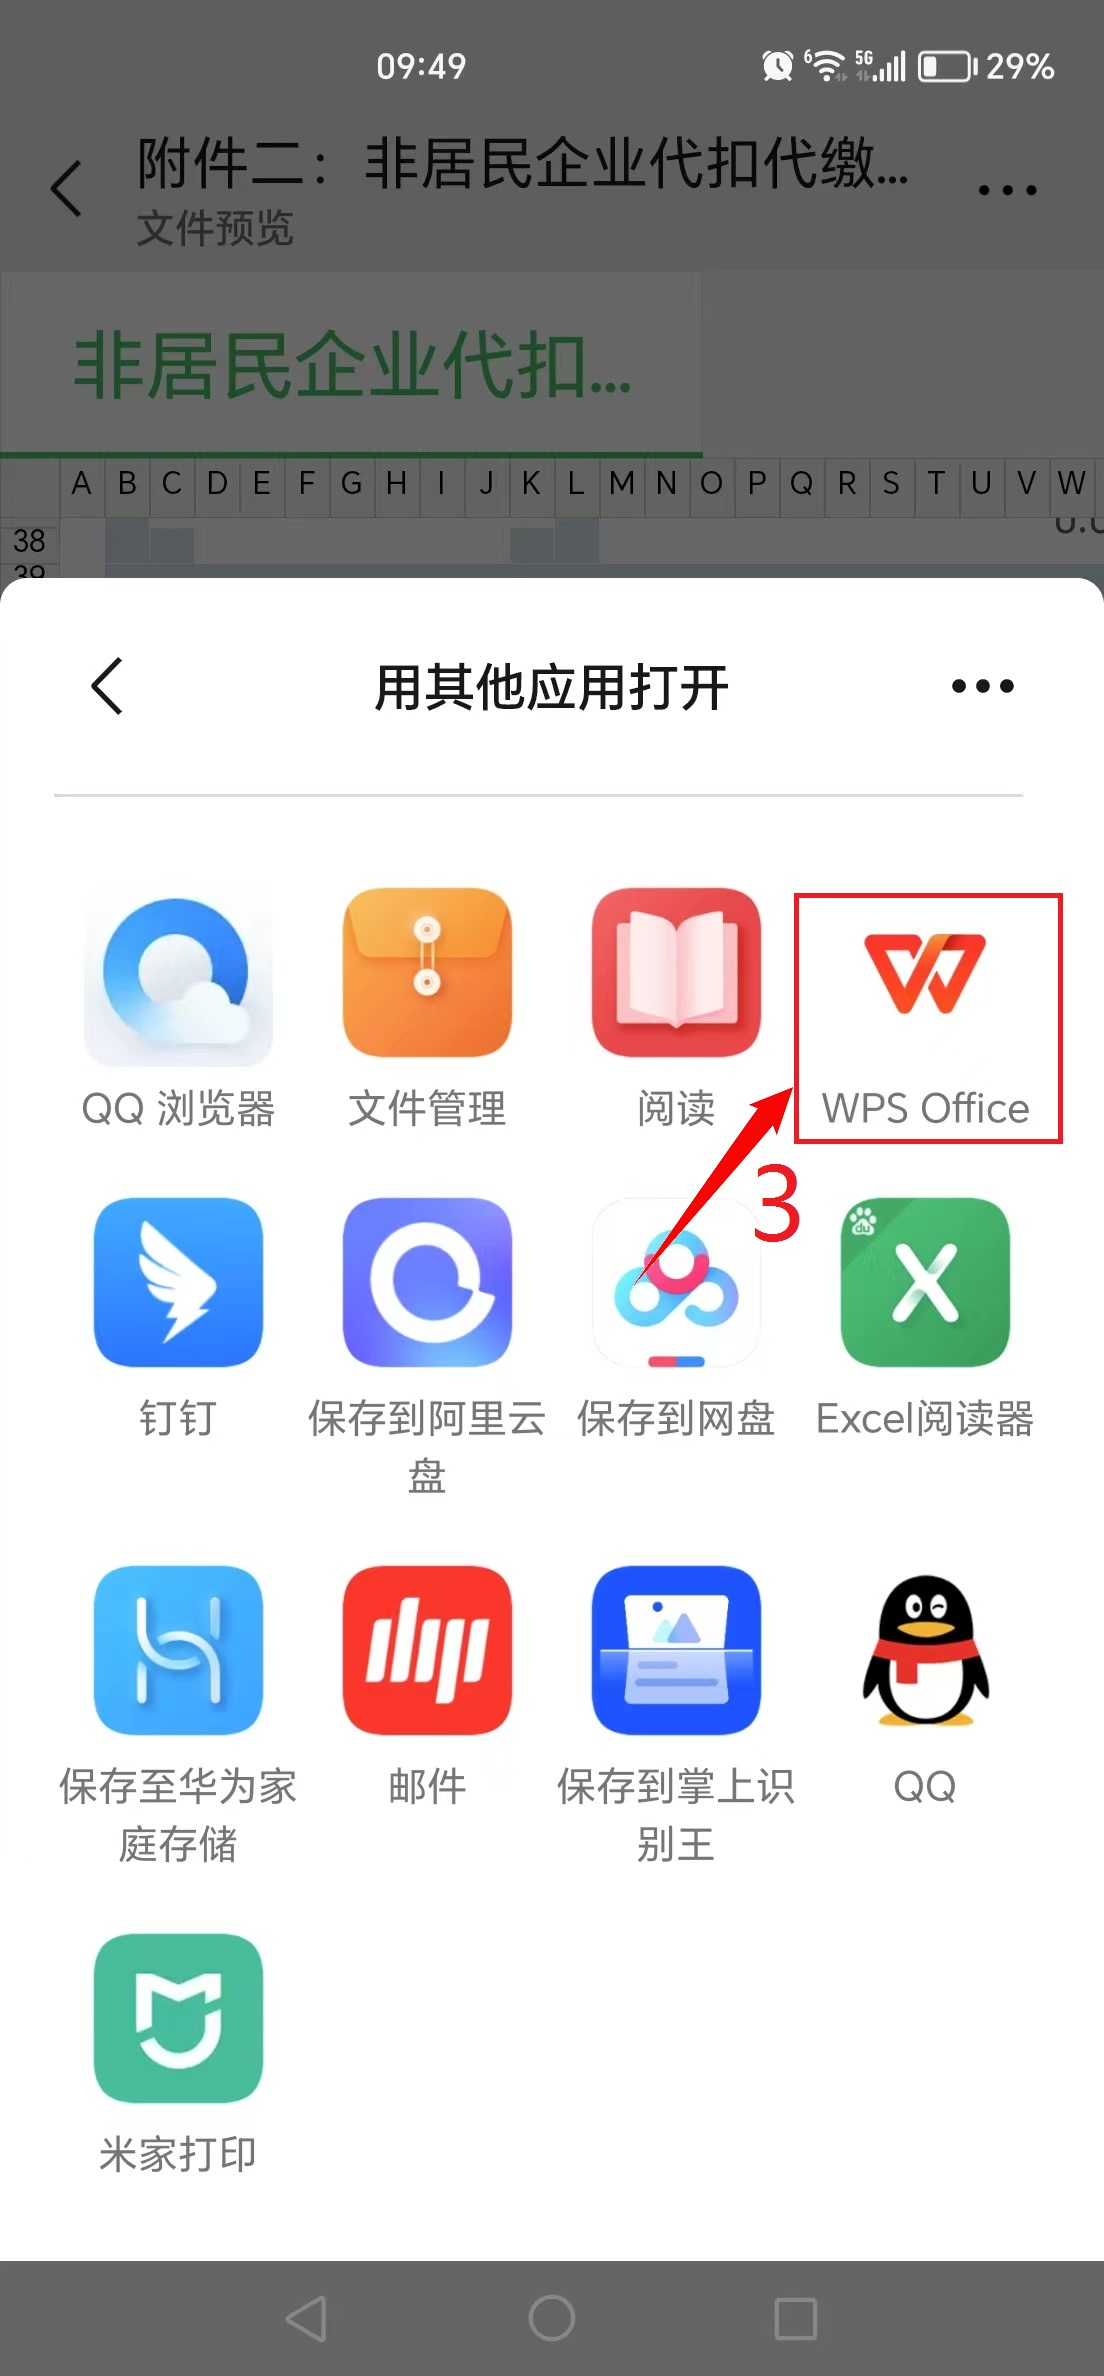 09:49
6
5G
29%
附件二：非居民企业代扣代缴...
文件预览
非居民企业代扣...
A B C D E F G H I J K L M N O P Q R S T U V W
38
39
用其他应用打开
QQ 浏览器
文件管理
阅读
WPS Office
3
du
钉钉
保存到阿里云
盘
保存到网盘
Excel阅读器
保存至华为家
庭存储
邮件
保存到掌上识
别王
QQ
米家打印